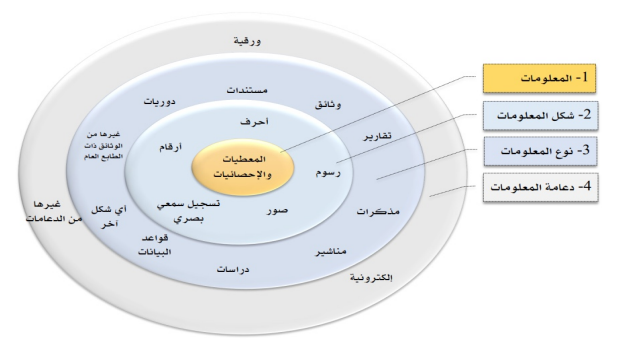 ورقية
مستندات
دوريات
وثائق
أحرف
تقارير
غيرها من
الوثائق ذات
الطابع العام
أرقام
المعطيات
والإحصائيات
رسوم
صور
تسجيل سمعي
بصري
مذكرات
أي شكل
آخر
غيرها
من الدعامات
قواعد
البيانات
مناشير
دراسات
إلكترونية
1- المعلومات
2- شكل المعلومات
3- نوع المعلومات
4- دعامة المعلومات